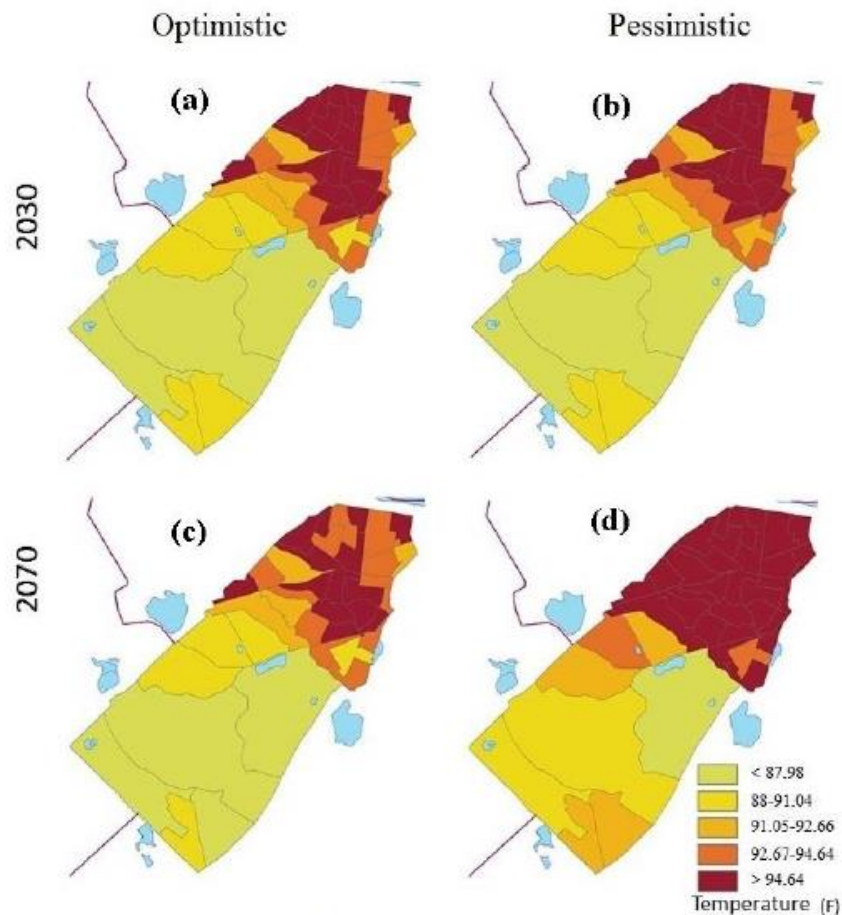 Optimistic
Pessimistic
2030
(a)
(b)
2070
(c)
(d)
< 87.98
88-91.04
91.05-92.66
92.67-94.64
> 94.64
Temperature (F)